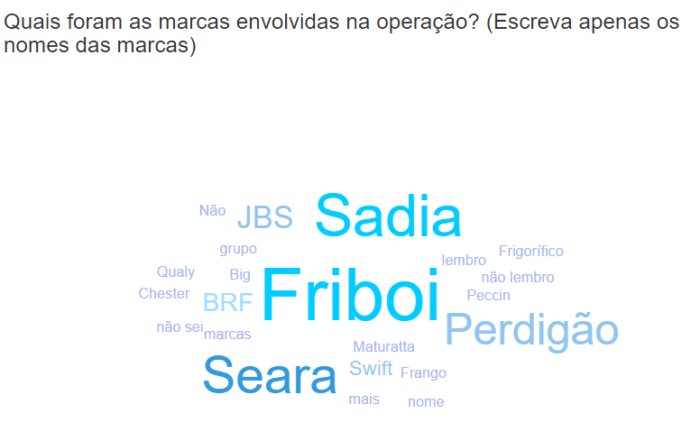 Quais foram as marcas envolvidas na operação? (Escreva apenas os
nomes das marcas)
Não JBS Sadia
grupo lembro Frigorífico
Qualy Big Friboi não lembro
Chester BRF Peccin
não sei marcas Perdigão
Maturatta
Seara Swift Frango
mais nome